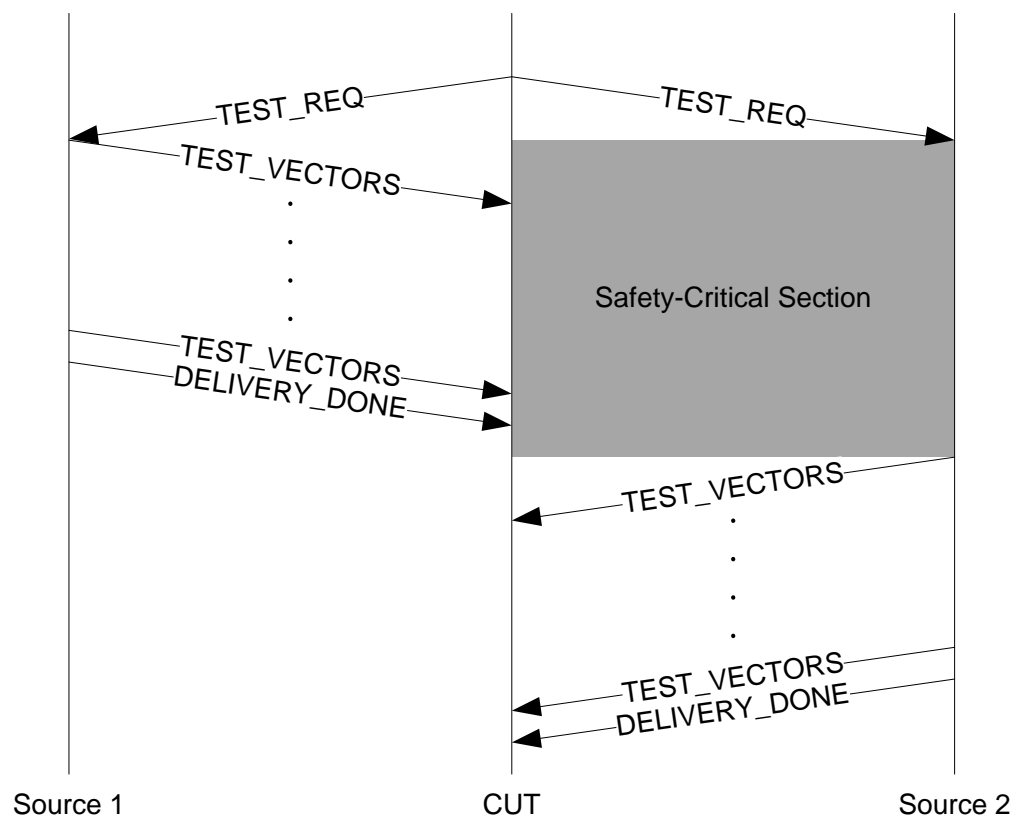 TEST_REQ
TEST_REQ
TEST_VECTORS
Safety-Critical Section
TEST_VECTORS
DELIVERY_DONE
TEST_VECTORS
TEST_VECTORS
DELIVERY_DONE
Source 1
CUT
Source 2